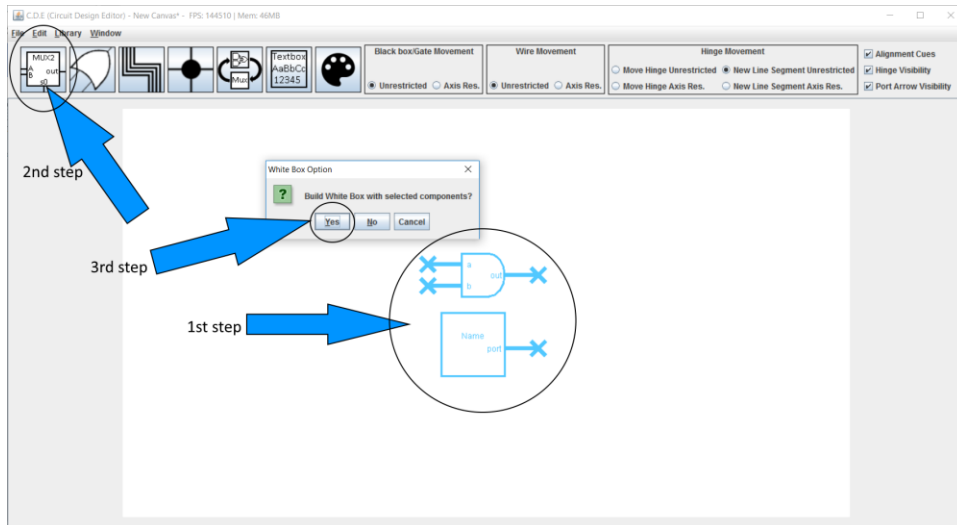 C.D.E (Circuit Design Editor) - New Canvas* - FPS: 144510 | Mem: 46MB
File Edit Library Window
MUX2
A
B
out
s0
Mux
Textbox
AaBbCc
12345
Black box/Gate Movement
Unrestricted Axis Res.
Wire Movement
Unrestricted Axis Res.
Hinge Movement
Move Hinge Unrestricted New Line Segment Unrestricted
Move Hinge Axis Res. New Line Segment Axis Res.
Alignment Cues
Hinge Visibility
Port Arrow Visibility
2nd step
White Box Option
?
Build White Box with selected components?
Yes No Cancel
3rd step
a
out
b
1st step
Name
port